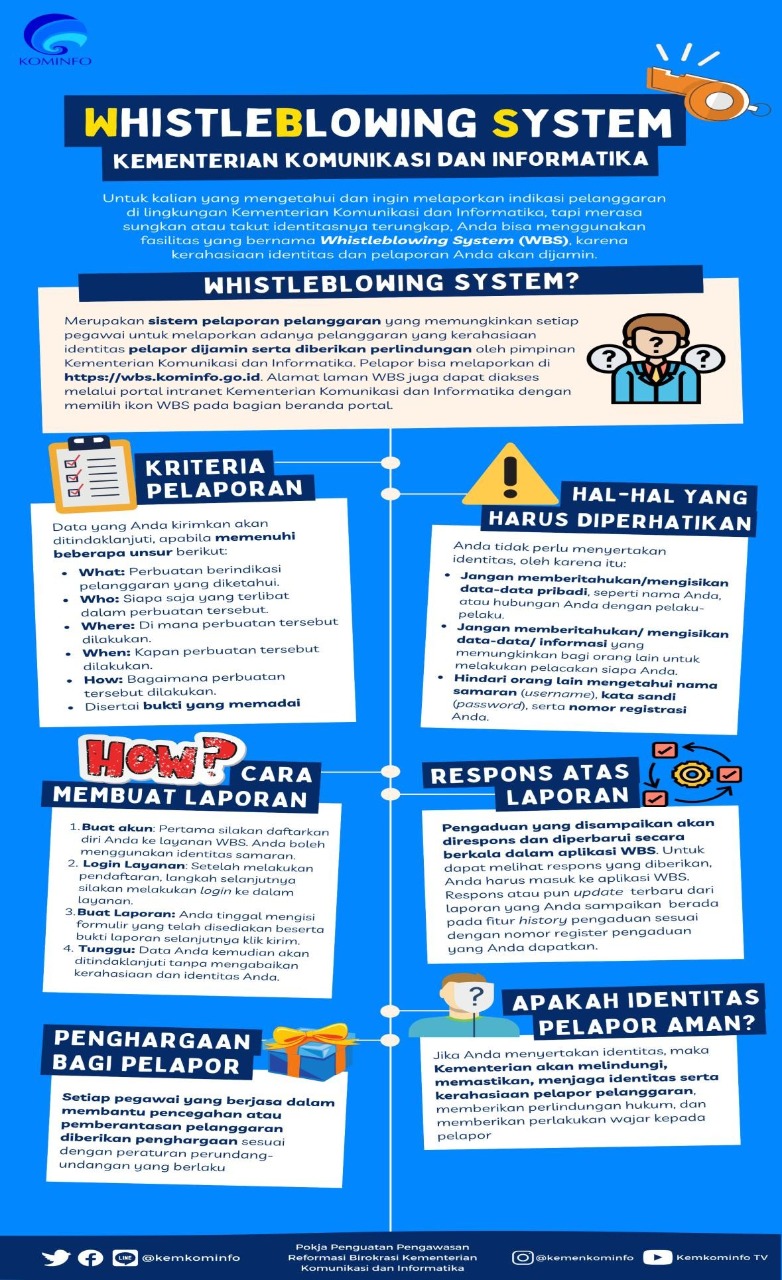 KOMINFO
WHISTLEBLOWING SYSTEM
KEMENTERIAN KOMUNIKASI DAN INFORMATIKA
Untuk kalian yang mengetahui dan ingin melaporkan indikasi pelanggaran
di lingkungan Kementerian Komunikasi dan Informatika, tapi merasa
sungkan atau takut identitasnya terungkap, Anda bisa menggunakan
fasilitas yang bernama Whistleblowing System (WBS), karena
kerahasiaan identitas dan pelaporan Anda akan dijamin.
WHISTLEBLOWING SYSTEM?
Merupakan sistem pelaporan pelanggaran yang memungkinkan setiap
pegawai untuk melaporkan adanya pelanggaran yang kerahasiaan
identitas pelapor dijamin serta diberikan perlindungan oleh pimpinan
Kementerian Komunikasi dan Informatika. Pelapor bisa melaporkan di
https://wbs.kominfo.go.id. Alamat laman WBS juga dapat diakses
melalui portal intranet Kementerian Komunikasi dan Informatika dengan
memilih ikon WBS pada bagian beranda portal.
? ? ?
KRITERIA
PELAPORAN
Data yang Anda kirimkan akan
ditindaklanjuti, apabila memenuhi
beberapa unsur berikut:
• What: Perbuatan berindikasi
pelanggaran yang diketahui.
• Who: Siapa saja yang terlibat
dalam perbuatan tersebut.
• Where: Di mana perbuatan tersebut
dilakukan.
• When: Kapan perbuatan tersebut
dilakukan.
• How: Bagaimana perbuatan
tersebut dilakukan.
• Disertai bukti yang memadai
!
HAL-HAL YANG
HARUS DIPERHATIKAN
Anda tidak perlu menyertakan
identitas, oleh karena itu:
• Jangan memberitahukan/mengisikan
data-data pribadi, seperti nama Anda,
atau hubungan Anda dengan pelaku-
pelaku.
• Jangan memberitahukan/ mengisikan
data-data/ informasi yang
memungkinkan bagi orang lain untuk
melakukan pelacakan siapa Anda.
• Hindari orang lain mengetahui nama
samaran (username), kata sandi
(password), serta nomor registrasi
Anda.
HOW? CARA
MEMBUAT LAPORAN
1. Buat akun: Pertama silakan daftarkan
diri Anda ke layanan WBS. Anda boleh
menggunakan identitas samaran.
2. Login Layanan: Setelah melakukan
pendaftaran, langkah selanjutnya
silakan melakukan login ke dalam
layanan.
3. Buat Laporan: Anda tinggal mengisi
formulir yang telah disediakan beserta
bukti laporan selanjutnya klik kirim.
4. Tunggu: Data Anda kemudian akan
ditindaklanjuti tanpa mengabaikan
kerahasiaan dan identitas Anda.
RESPONS ATAS
LAPORAN
Pengaduan yang disampaikan akan
direspons dan diperbarui secara
berkala dalam aplikasi WBS. Untuk
dapat melihat respons yang diberikan,
Anda harus masuk ke aplikasi WBS.
Respons atau pun update terbaru dari
laporan yang Anda sampaikan berada
pada fitur history pengaduan sesuai
dengan nomor register pengaduan
yang Anda dapatkan.
PENGHARGAAN
BAGI PELAPOR
Setiap pegawai yang berjasa dalam
membantu pencegahan atau
pemberantasan pelanggaran
diberikan penghargaan sesuai
dengan peraturan perundang-
undangan yang berlaku
?
APAKAH IDENTITAS
PELAPOR AMAN?
Jika Anda menyertakan identitas, maka
Kementerian akan melindungi,
memastikan, menjaga identitas serta
kerahasiaan pelapor pelanggaran,
memberikan perlindungan hukum, dan
memberikan perlakuan wajar kepada
pelapor
LINE @kemkominfo
Pokja Penguatan Pengawasan
Reformasi Birokrasi Kementerian
Komunikasi dan Informatika
@kemenkominfo
Kemkominfo TV